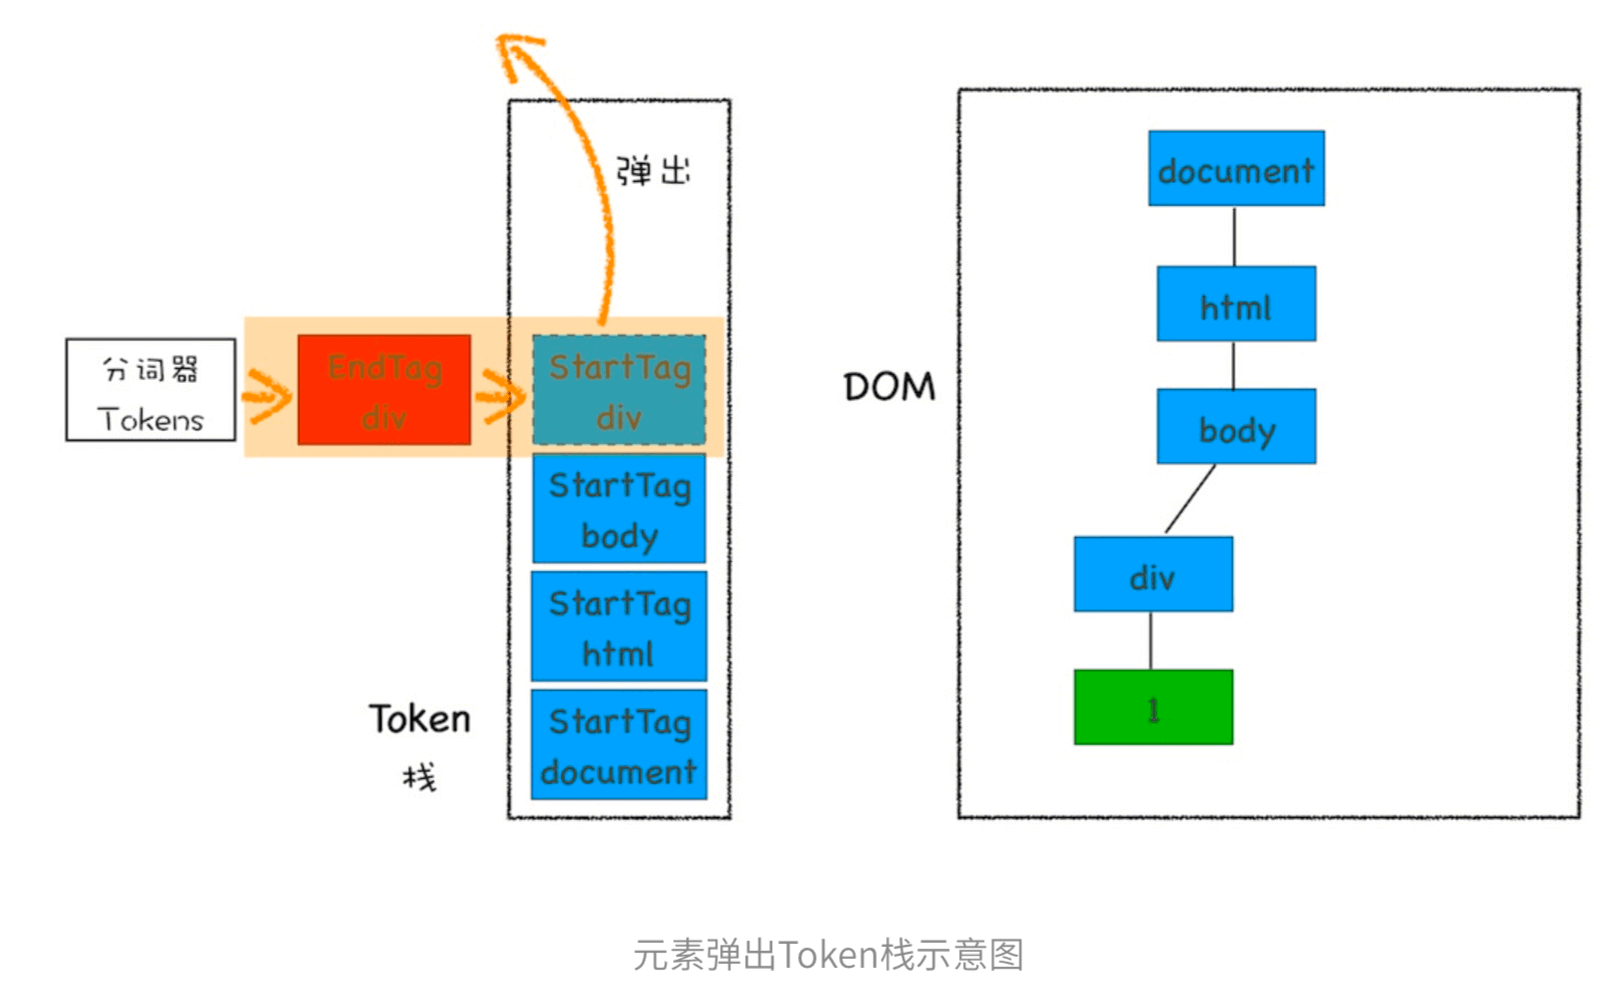 弹出
分词器
Tokens
EndTag
div
StartTag
div
StartTag
body
StartTag
html
StartTag
document
Token
栈
DOM
document
html
body
div
1
元素弹出Token栈示意图